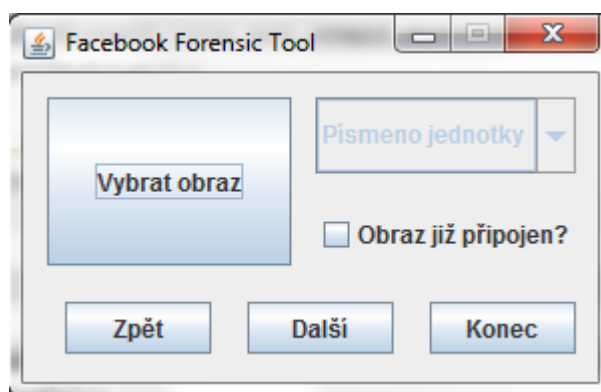 Facebook Forensic Tool
Vybrat obraz
Písmeno jednotky
Obraz již připojen?
Zpět Další Konec